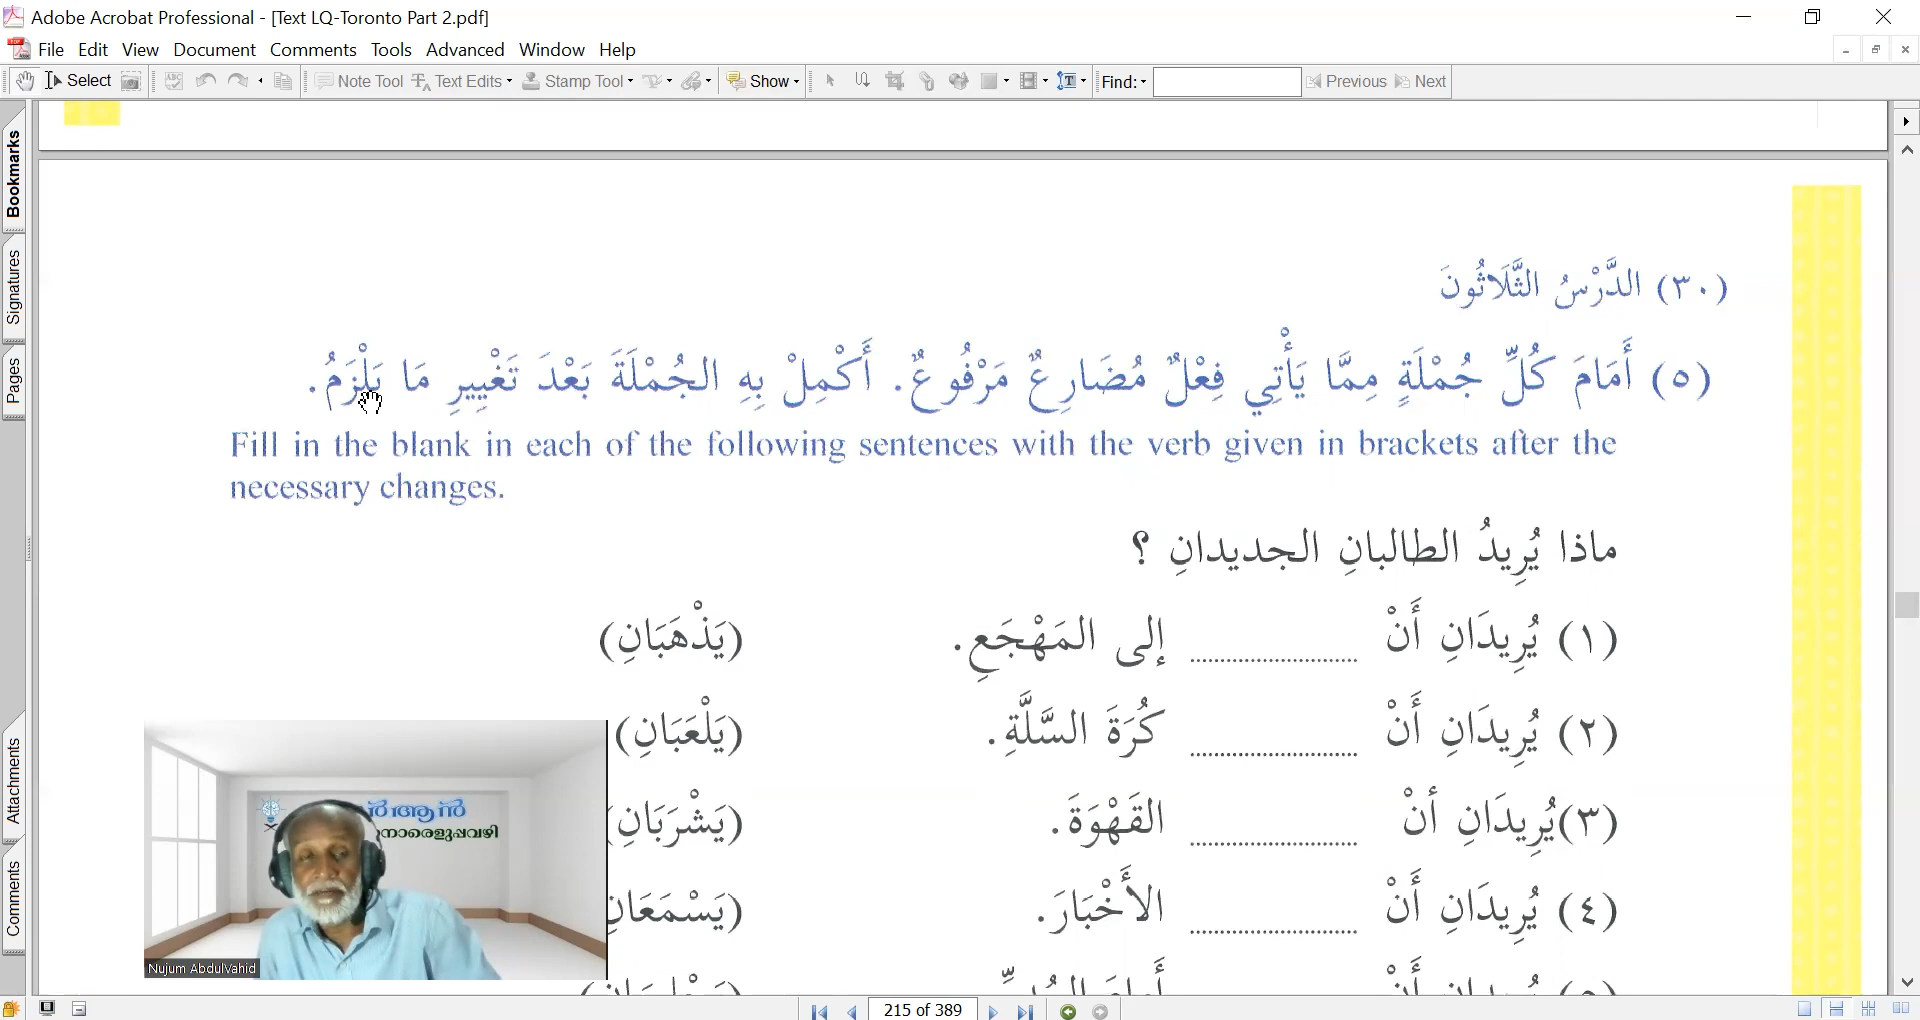 Adobe Acrobat Professional - [Text LQ-Toronto Part 2.pdf]
File Edit View Document Comments Tools Advanced Window Help
Select Note Tool Text Edits Stamp Tool Show Find: Previous Next
Bookmarks
Signatures
Pages
Attachments
Comments
(٣٠) الدَّرْسُ الثَّلَاثُونَ
(٥) أَمَامَ كُلِّ جُمْلَةٍ مِمَّا يَأْتِي فِعْلٌ مُضَارِعٌ مَرْفُوعٌ. أَكْمِلْ بِهِ الجُمْلَةَ بَعْدَ تَغْيِيرِ مَا يَلْزَمُ.
Fill in the blank in each of the following sentences with the verb given in brackets after the
necessary changes.
ماذا يُرِيدُ الطالبانِ الجديدانِ ؟
(١) يُرِيدَانِ أَنْ ............................ إلى المَهْجَعِ. (يَذْهَبَانِ)
(٢) يُرِيدَانِ أَنْ ............................ كُرَةَ السَّلَّةِ. (يَلْعَبَانِ)
(٣)يُرِيدَانِ أنْ ............................ القَهْوَةَ. (يَشْرَبَانِ)
(٤) يُرِيدَانِ أَنْ ............................ الأَخْبَارَ. (يَسْمَعَانِ
Nujum AbdulVahid
215 of 389